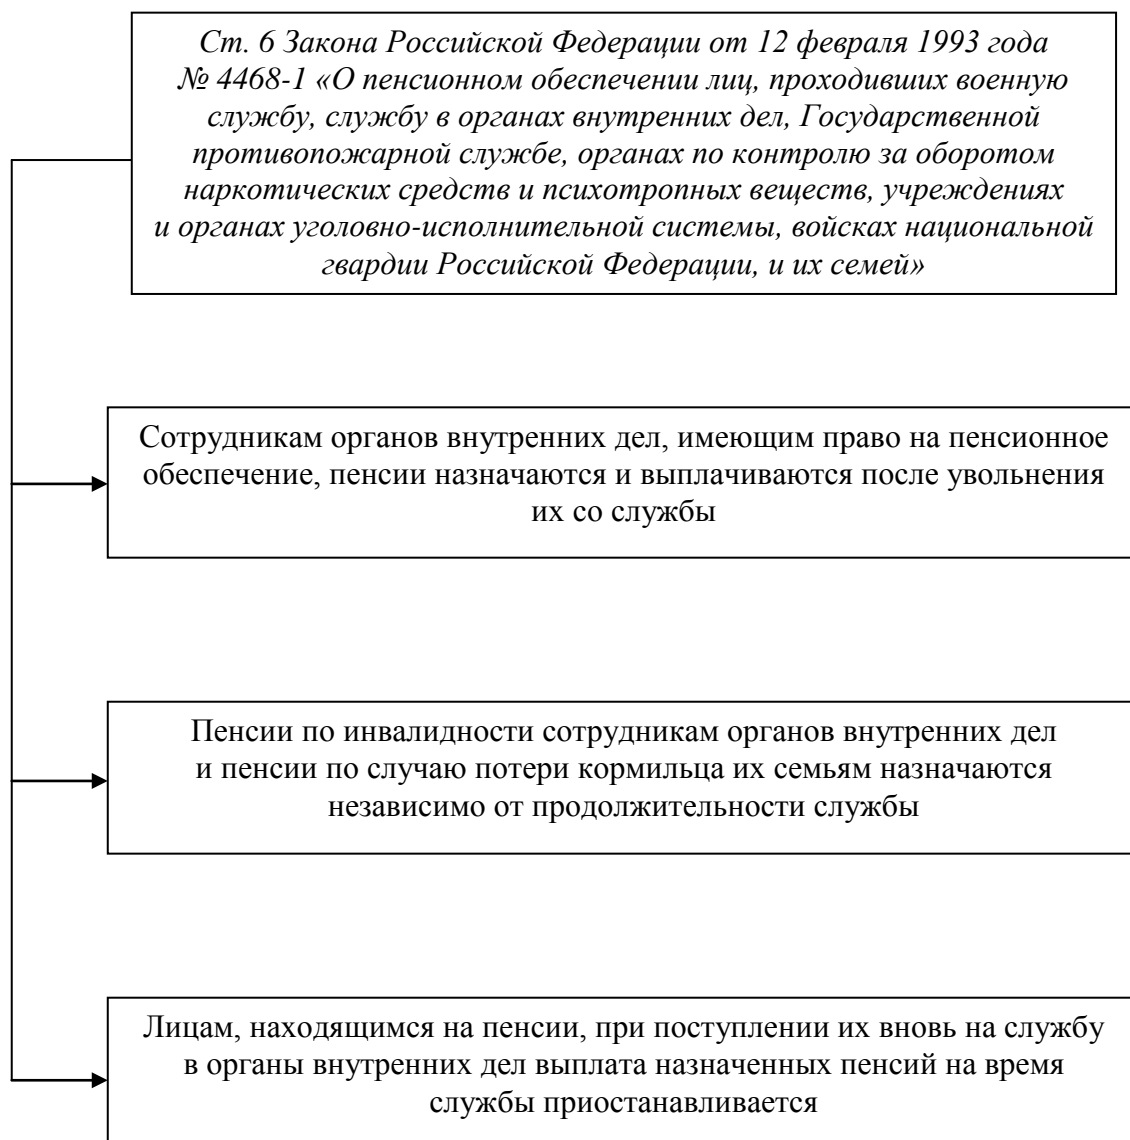 Ст. 6 Закона Российской Федерации от 12 февраля 1993 года
№ 4468-1 «О пенсионном обеспечении лиц, проходивших военную
службу, службу в органах внутренних дел, Государственной
противопожарной службе, органах по контролю за оборотом
наркотических средств и психотропных веществ, учреждениях
и органах уголовно-исполнительной системы, войсках национальной
гвардии Российской Федерации, и их семей»
Сотрудникам органов внутренних дел, имеющим право на пенсионное
обеспечение, пенсии назначаются и выплачиваются после увольнения
их со службы
Пенсии по инвалидности сотрудникам органов внутренних дел
и пенсии по случаю потери кормильца их семьям назначаются
независимо от продолжительности службы
Лицам, находящимся на пенсии, при поступлении их вновь на службу
в органы внутренних дел выплата назначенных пенсий на время
службы приостанавливается